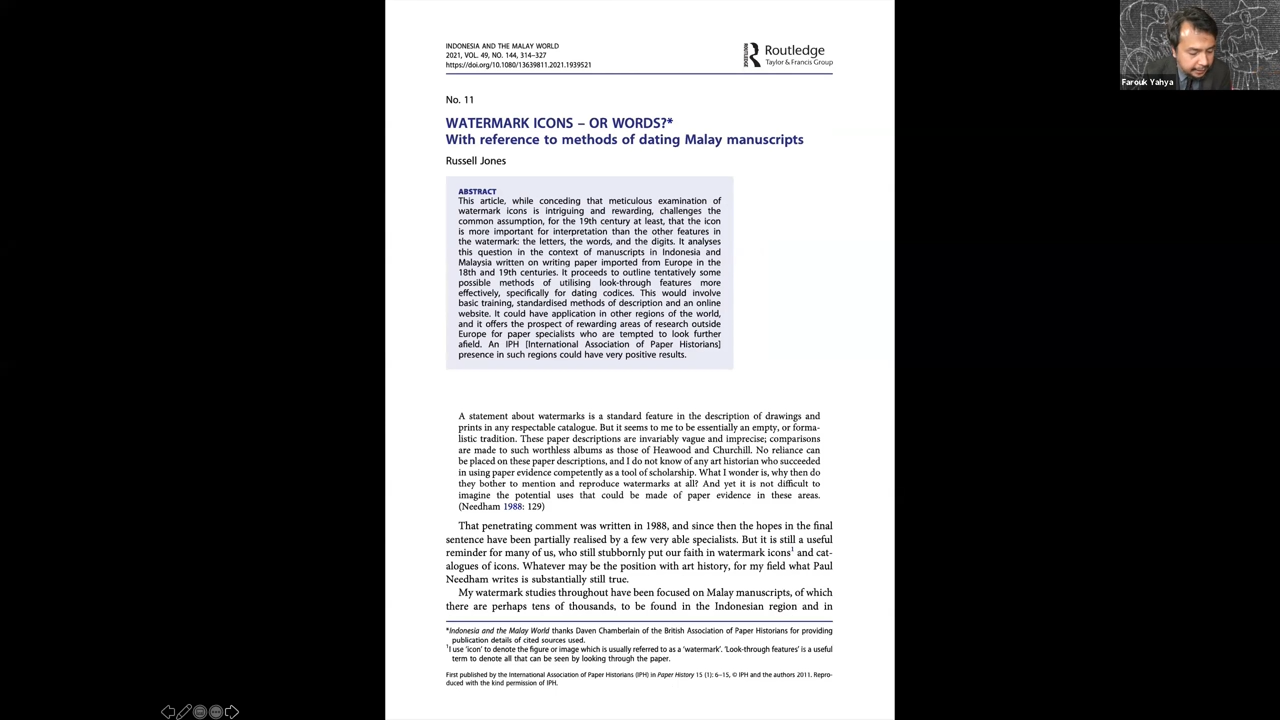 INDONESIA AND THE MALAY WORLD
2021, VOL. 49, NO. 144, 314–327
https://doi.org/10.1080/13639811.2021.1939521
ROUTLEDGE
Routledge
Taylor & Francis Group
Farouk Yahya
No. 11
WATERMARK ICONS – OR WORDS?*
With reference to methods of dating Malay manuscripts
Russell Jones
ABSTRACT
This article, while conceding that meticulous examination of
watermark icons is intriguing and rewarding, challenges the
common assumption, for the 19th century at least, that the icon
is more important for interpretation than the other features in
the watermark: the letters, the words, and the digits. It analyses
this question in the context of manuscripts in Indonesia and
Malaysia written on writing paper imported from Europe in the
18th and 19th centuries. It proceeds to outline tentatively some
possible methods of utilising look-through features more
effectively, specifically for dating codices. This would involve
basic training, standardised methods of description and an online
website. It could have application in other regions of the world,
and it offers the prospect of rewarding areas of research outside
Europe for paper specialists who are tempted to look further
afield. An IPH [International Association of Paper Historians]
presence in such regions could have very positive results.
A statement about watermarks is a standard feature in the description of drawings and
prints in any respectable catalogue. But it seems to me to be essentially an empty, or forma-
listic tradition. These paper descriptions are invariably vague and imprecise; comparisons
are made to such worthless albums as those of Heawood and Churchill. No reliance can
be placed on these paper descriptions, and I do not know of any art historian who succeeded
in using paper evidence competently as a tool of scholarship. What I wonder is, why then do
they bother to mention and reproduce watermarks at all? And yet it is not difficult to
imagine the potential uses that could be made of paper evidence in these areas.
(Needham 1988: 129)
That penetrating comment was written in 1988, and since then the hopes in the final
sentence have been partially realised by a few very able specialists. But it is still a useful
reminder for many of us, who still stubbornly put our faith in watermark icons¹ and cat-
alogues of icons. Whatever may be the position with art history, for my field what Paul
Needham writes is substantially still true.
My watermark studies throughout have been focused on Malay manuscripts, of which
there are perhaps tens of thousands, to be found in the Indonesian region and in
*Indonesia and the Malay World thanks Daven Chamberlain of the British Association of Paper Historians for providing
publication details of cited sources used.
¹I use 'icon' to denote the figure or image which is usually referred to as a 'watermark'. 'Look-through features' is a useful
term to denote all that can be seen by looking through the paper.
First published by the International Association of Paper Historians (IPH) in Paper History 15 (1): 6–15, © IPH and the authors 2011. Repro-
duced with the kind permission of IPH.